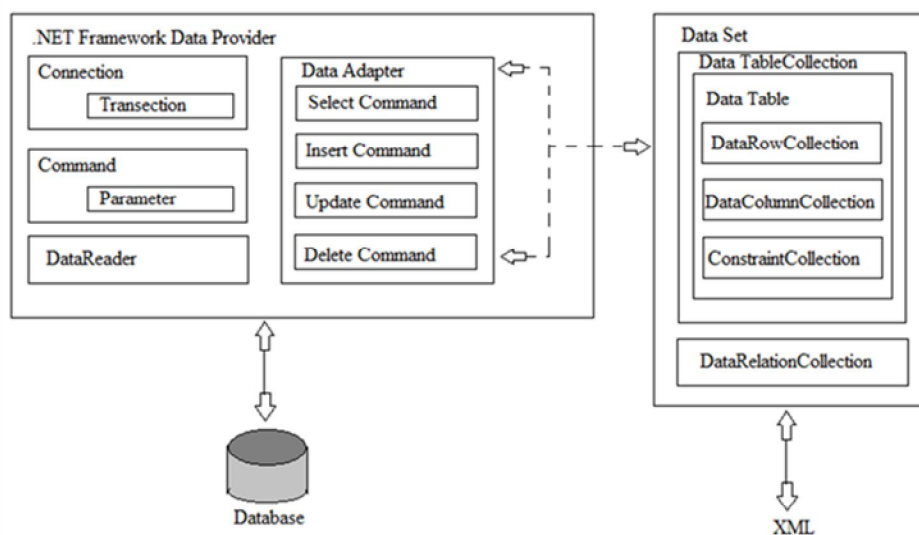 .NET Framework Data Provider
Connection
Transection
Command
Parameter
DataReader
Data Adapter
Select Command
Insert Command
Update Command
Delete Command
Database
Data Set
Data TableCollection
Data Table
DataRowCollection
DataColumnCollection
ConstraintCollection
DataRelationCollection
XML